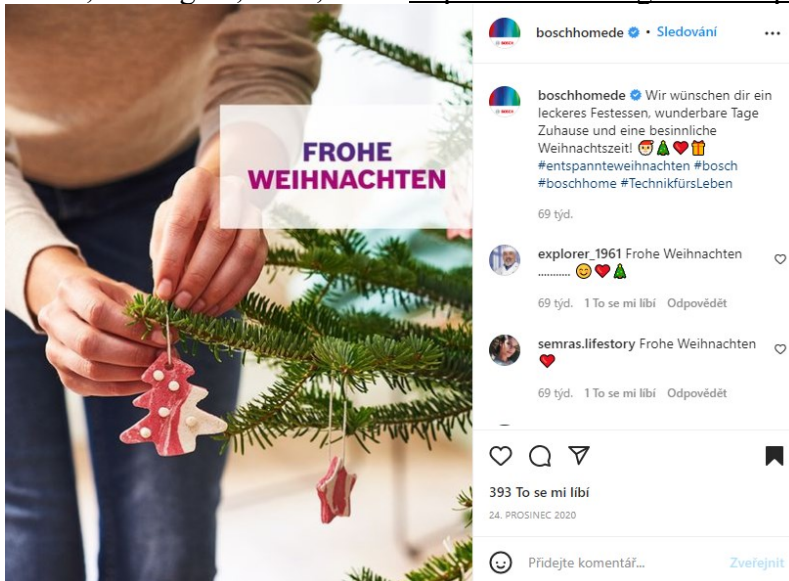 FROHE
WEIHNACHTEN
boschhomede • Sledování
boschhomede Wir wünschen dir ein
leckeres Festessen, wunderbare Tage
Zuhause und eine besinnliche
Weihnachtszeit! 🎅🎄❤️🎁
#entspannteweihnachten #bosch
#boschhome #TechnikfürsLeben
69 týd.
explorer_1961 Frohe Weihnachten
........... 😊❤️🎄
69 týd. 1 To se mi líbí Odpovědět
semras.lifestory Frohe Weihnachten
❤️
69 týd. 1 To se mi líbí Odpovědět
393 To se mi líbí
24. PROSINEC 2020
Přidejte komentář...
Zveřejnit